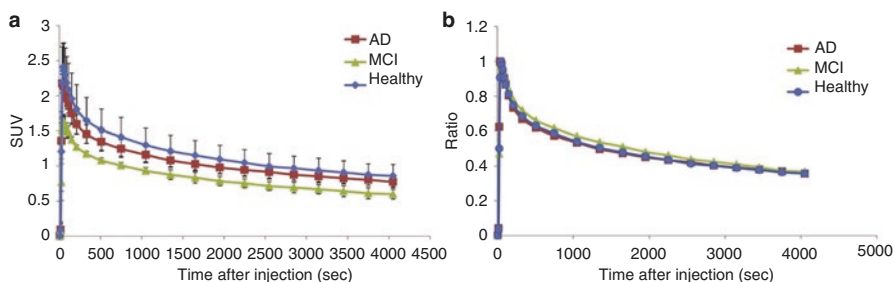 a
3
2.5
2
1.5
1
0.5
0
SUV
AD
MCI
Healthy
0 500 1000 1500 2000 2500 3000 3500 4000 4500
Time after injection (sec)
b
1.2
1
0.8
0.6
0.4
0.2
0
Ratio
AD
MCI
Healthy
0 1000 2000 3000 4000 5000
Time after injection (sec)